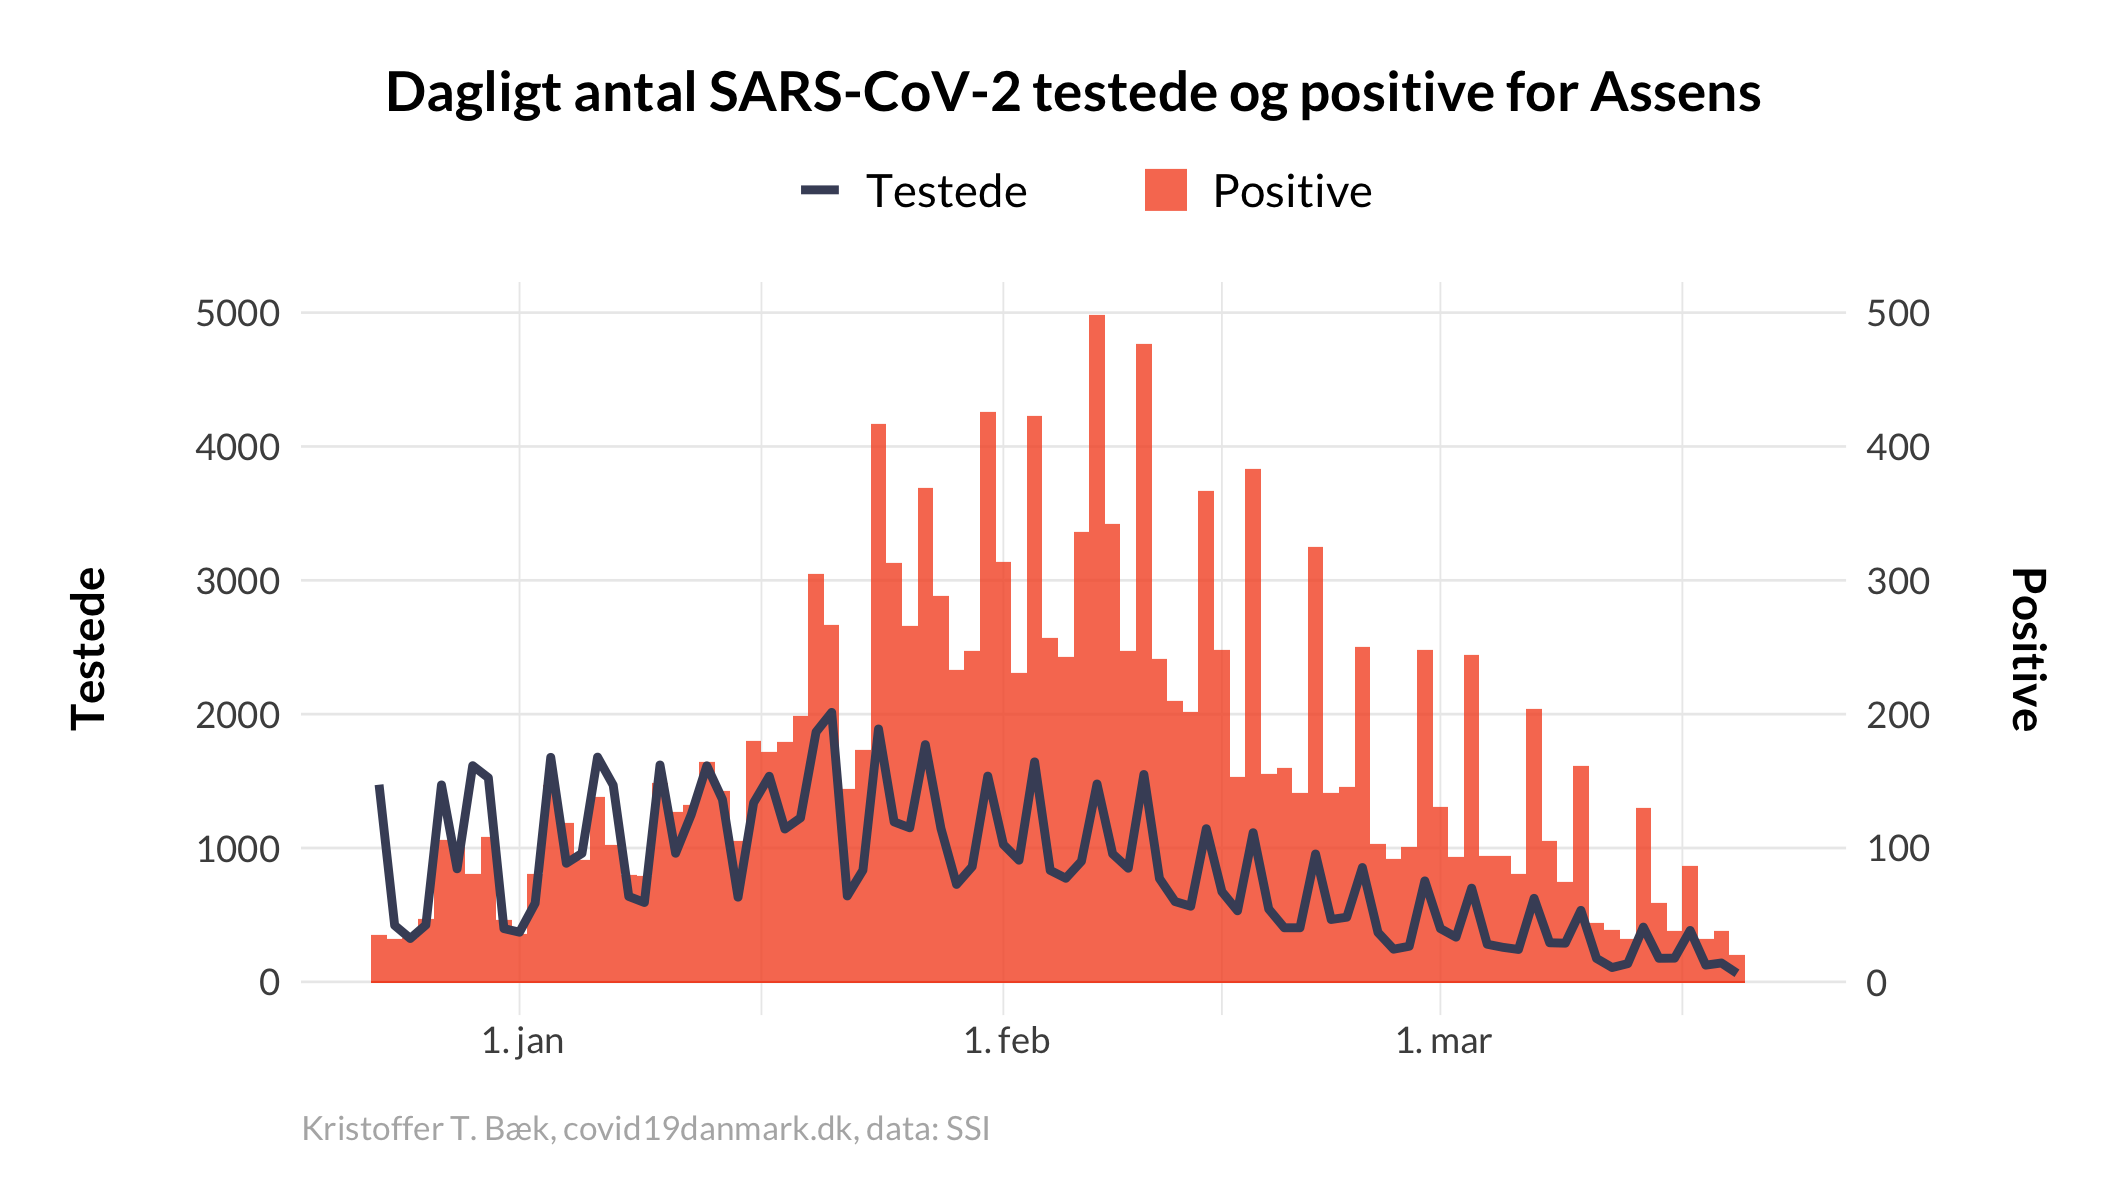 Dagligt antal SARS-CoV-2 testede og positive for Assens
Testede
Positive
5000
4000
3000
2000
1000
0
500
400
300
200
100
0
Testede
Positive
1. jan
1. feb
1. mar
Kristoffer T. Bæk, covid19danmark.dk, data: SSI